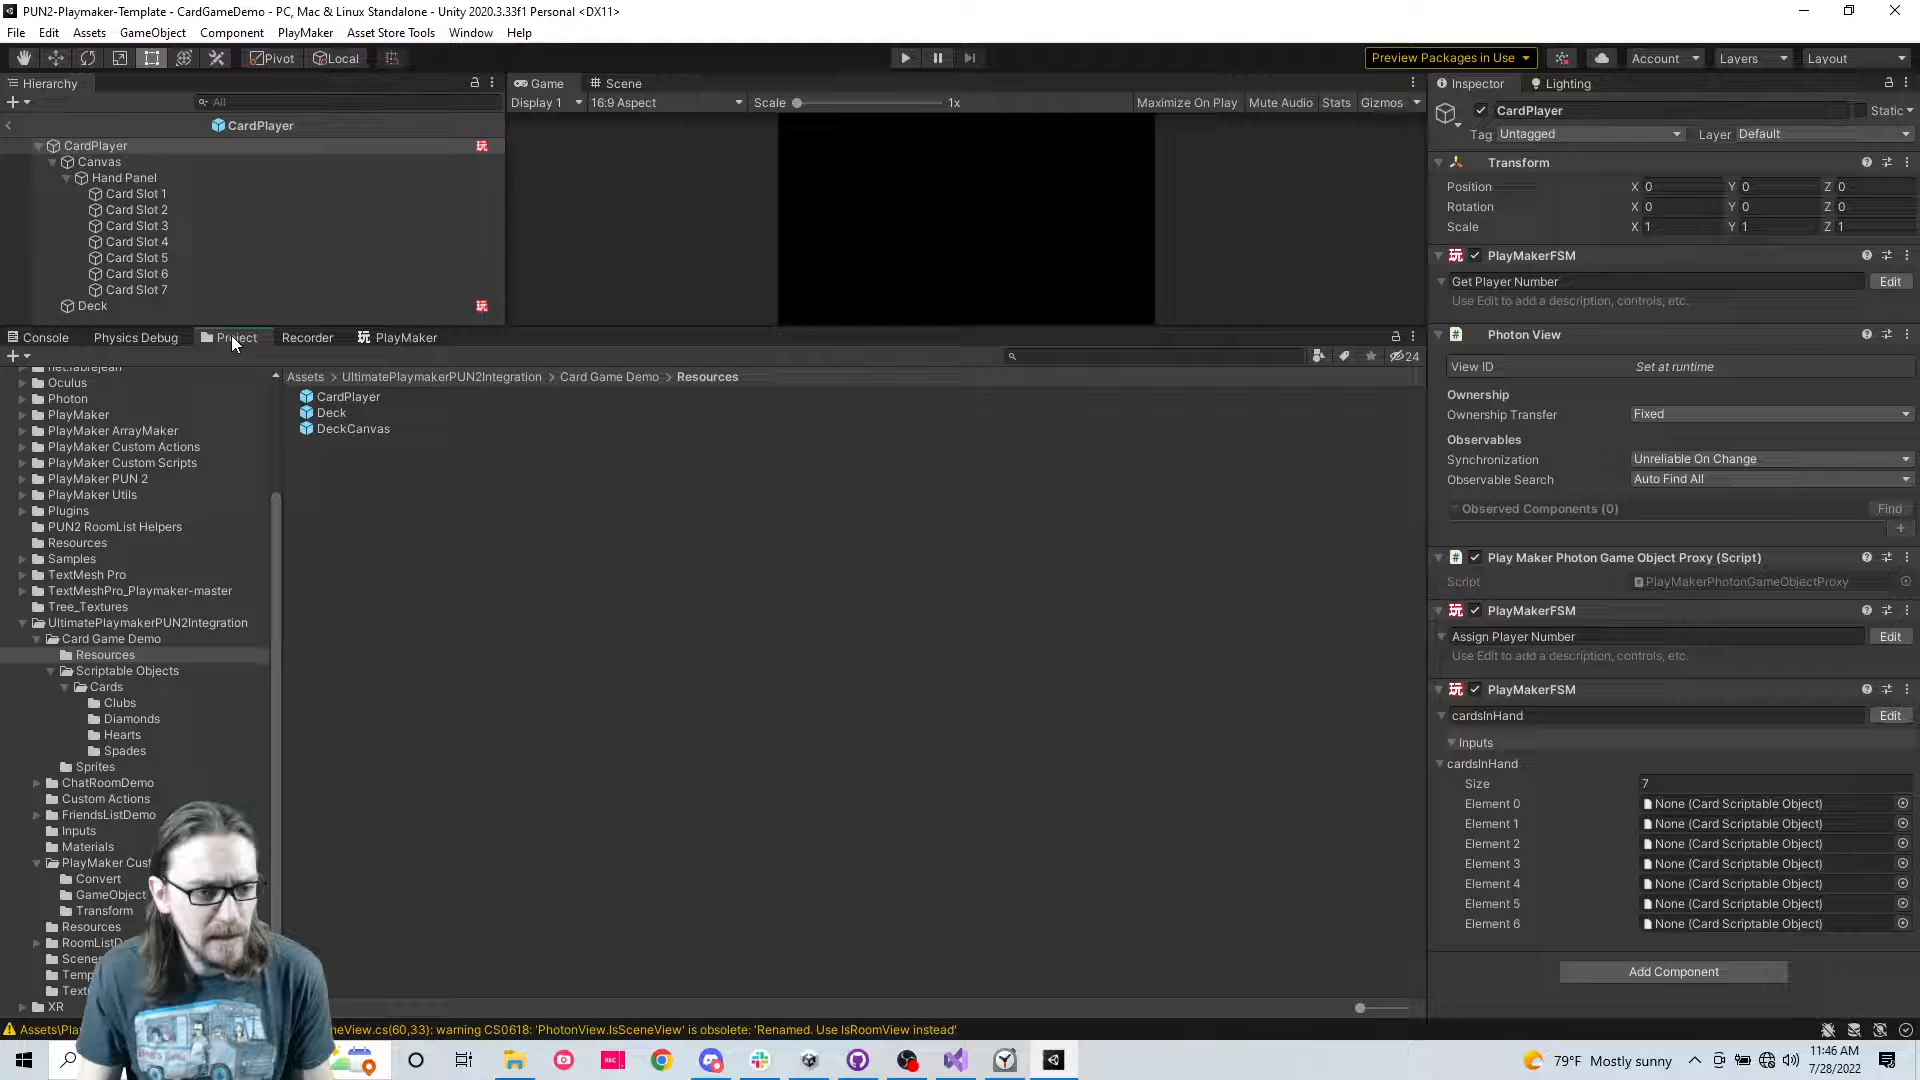 PUN2-Playmaker-Template - CardGameDemo - PC, Mac & Linux Standalone - Unity 2020.3.33f1 Personal <DX11>
File Edit Assets GameObject Component PlayMaker Asset Store Tools Window Help
Pivot Local Preview Packages in Use Account Layers Layout
Hierarchy
All
CardPlayer
CardPlayer
Canvas
Hand Panel
Card Slot 1
Card Slot 2
Card Slot 3
Card Slot 4
Card Slot 5
Card Slot 6
Card Slot 7
Deck
Game Scene
Display 1 16:9 Aspect Scale 1x Maximize On Play Mute Audio Stats Gizmos
Console Physics Debug Project Recorder PlayMaker
24
Oculus
Photon
PlayMaker
PlayMaker ArrayMaker
PlayMaker Custom Actions
PlayMaker Custom Scripts
PlayMaker PUN 2
PlayMaker Utils
Plugins
PUN2 RoomList Helpers
Resources
Samples
TextMesh Pro
TextMeshPro_Playmaker-master
Tree_Textures
UltimatePlaymakerPUN2Integration
Card Game Demo
Resources
Scriptable Objects
Cards
Clubs
Diamonds
Hearts
Spades
Sprites
ChatRoomDemo
Custom Actions
FriendsListDemo
Inputs
Materials
PlayMaker Cust
Convert
GameObject
Transform
Resources
RoomListD
Scenes
Temp
Text
XR
Assets > UltimatePlaymakerPUN2Integration > Card Game Demo > Resources
CardPlayer
Deck
DeckCanvas
Inspector Lighting
CardPlayer Static
Tag Untagged Layer Default
Transform
Position X 0 Y 0 Z 0
Rotation X 0 Y 0 Z 0
Scale X 1 Y 1 Z 1
PlayMakerFSM
Get Player Number Edit
Use Edit to add a description, controls, etc.
Photon View
View ID Set at runtime
Ownership
Ownership Transfer Fixed
Observables
Synchronization Unreliable On Change
Observable Search Auto Find All
Observed Components (0) Find
+
Play Maker Photon Game Object Proxy (Script)
Script PlayMakerPhotonGameObjectProxy
PlayMakerFSM
Assign Player Number Edit
Use Edit to add a description, controls, etc.
PlayMakerFSM
cardsInHand Edit
Inputs
cardsInHand
Size 7
Element 0 None (Card Scriptable Object)
Element 1 None (Card Scriptable Object)
Element 2 None (Card Scriptable Object)
Element 3 None (Card Scriptable Object)
Element 4 None (Card Scriptable Object)
Element 5 None (Card Scriptable Object)
Element 6 None (Card Scriptable Object)
Add Component
Assets\Play neView.cs(60,33): warning CS0618: 'PhotonView.IsSceneView' is obsolete: 'Renamed. Use IsRoomView instead'
REC
79°F Mostly sunny
11:46 AM
7/28/2022